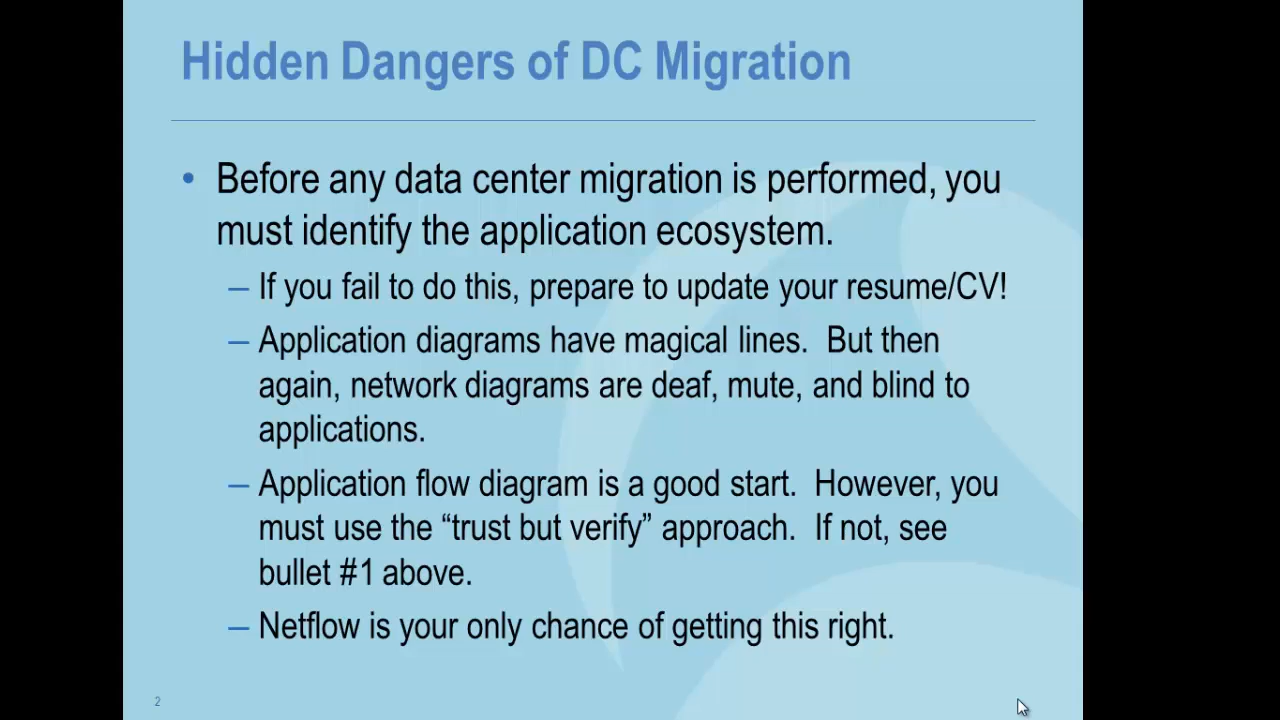 Hidden Dangers of DC Migration
• Before any data center migration is performed, you
must identify the application ecosystem.
– If you fail to do this, prepare to update your resume/CV!
– Application diagrams have magical lines.  But then
again, network diagrams are deaf, mute, and blind to
applications.
– Application flow diagram is a good start.  However, you
must use the “trust but verify” approach.  If not, see
bullet #1 above.
– Netflow is your only chance of getting this right.
2